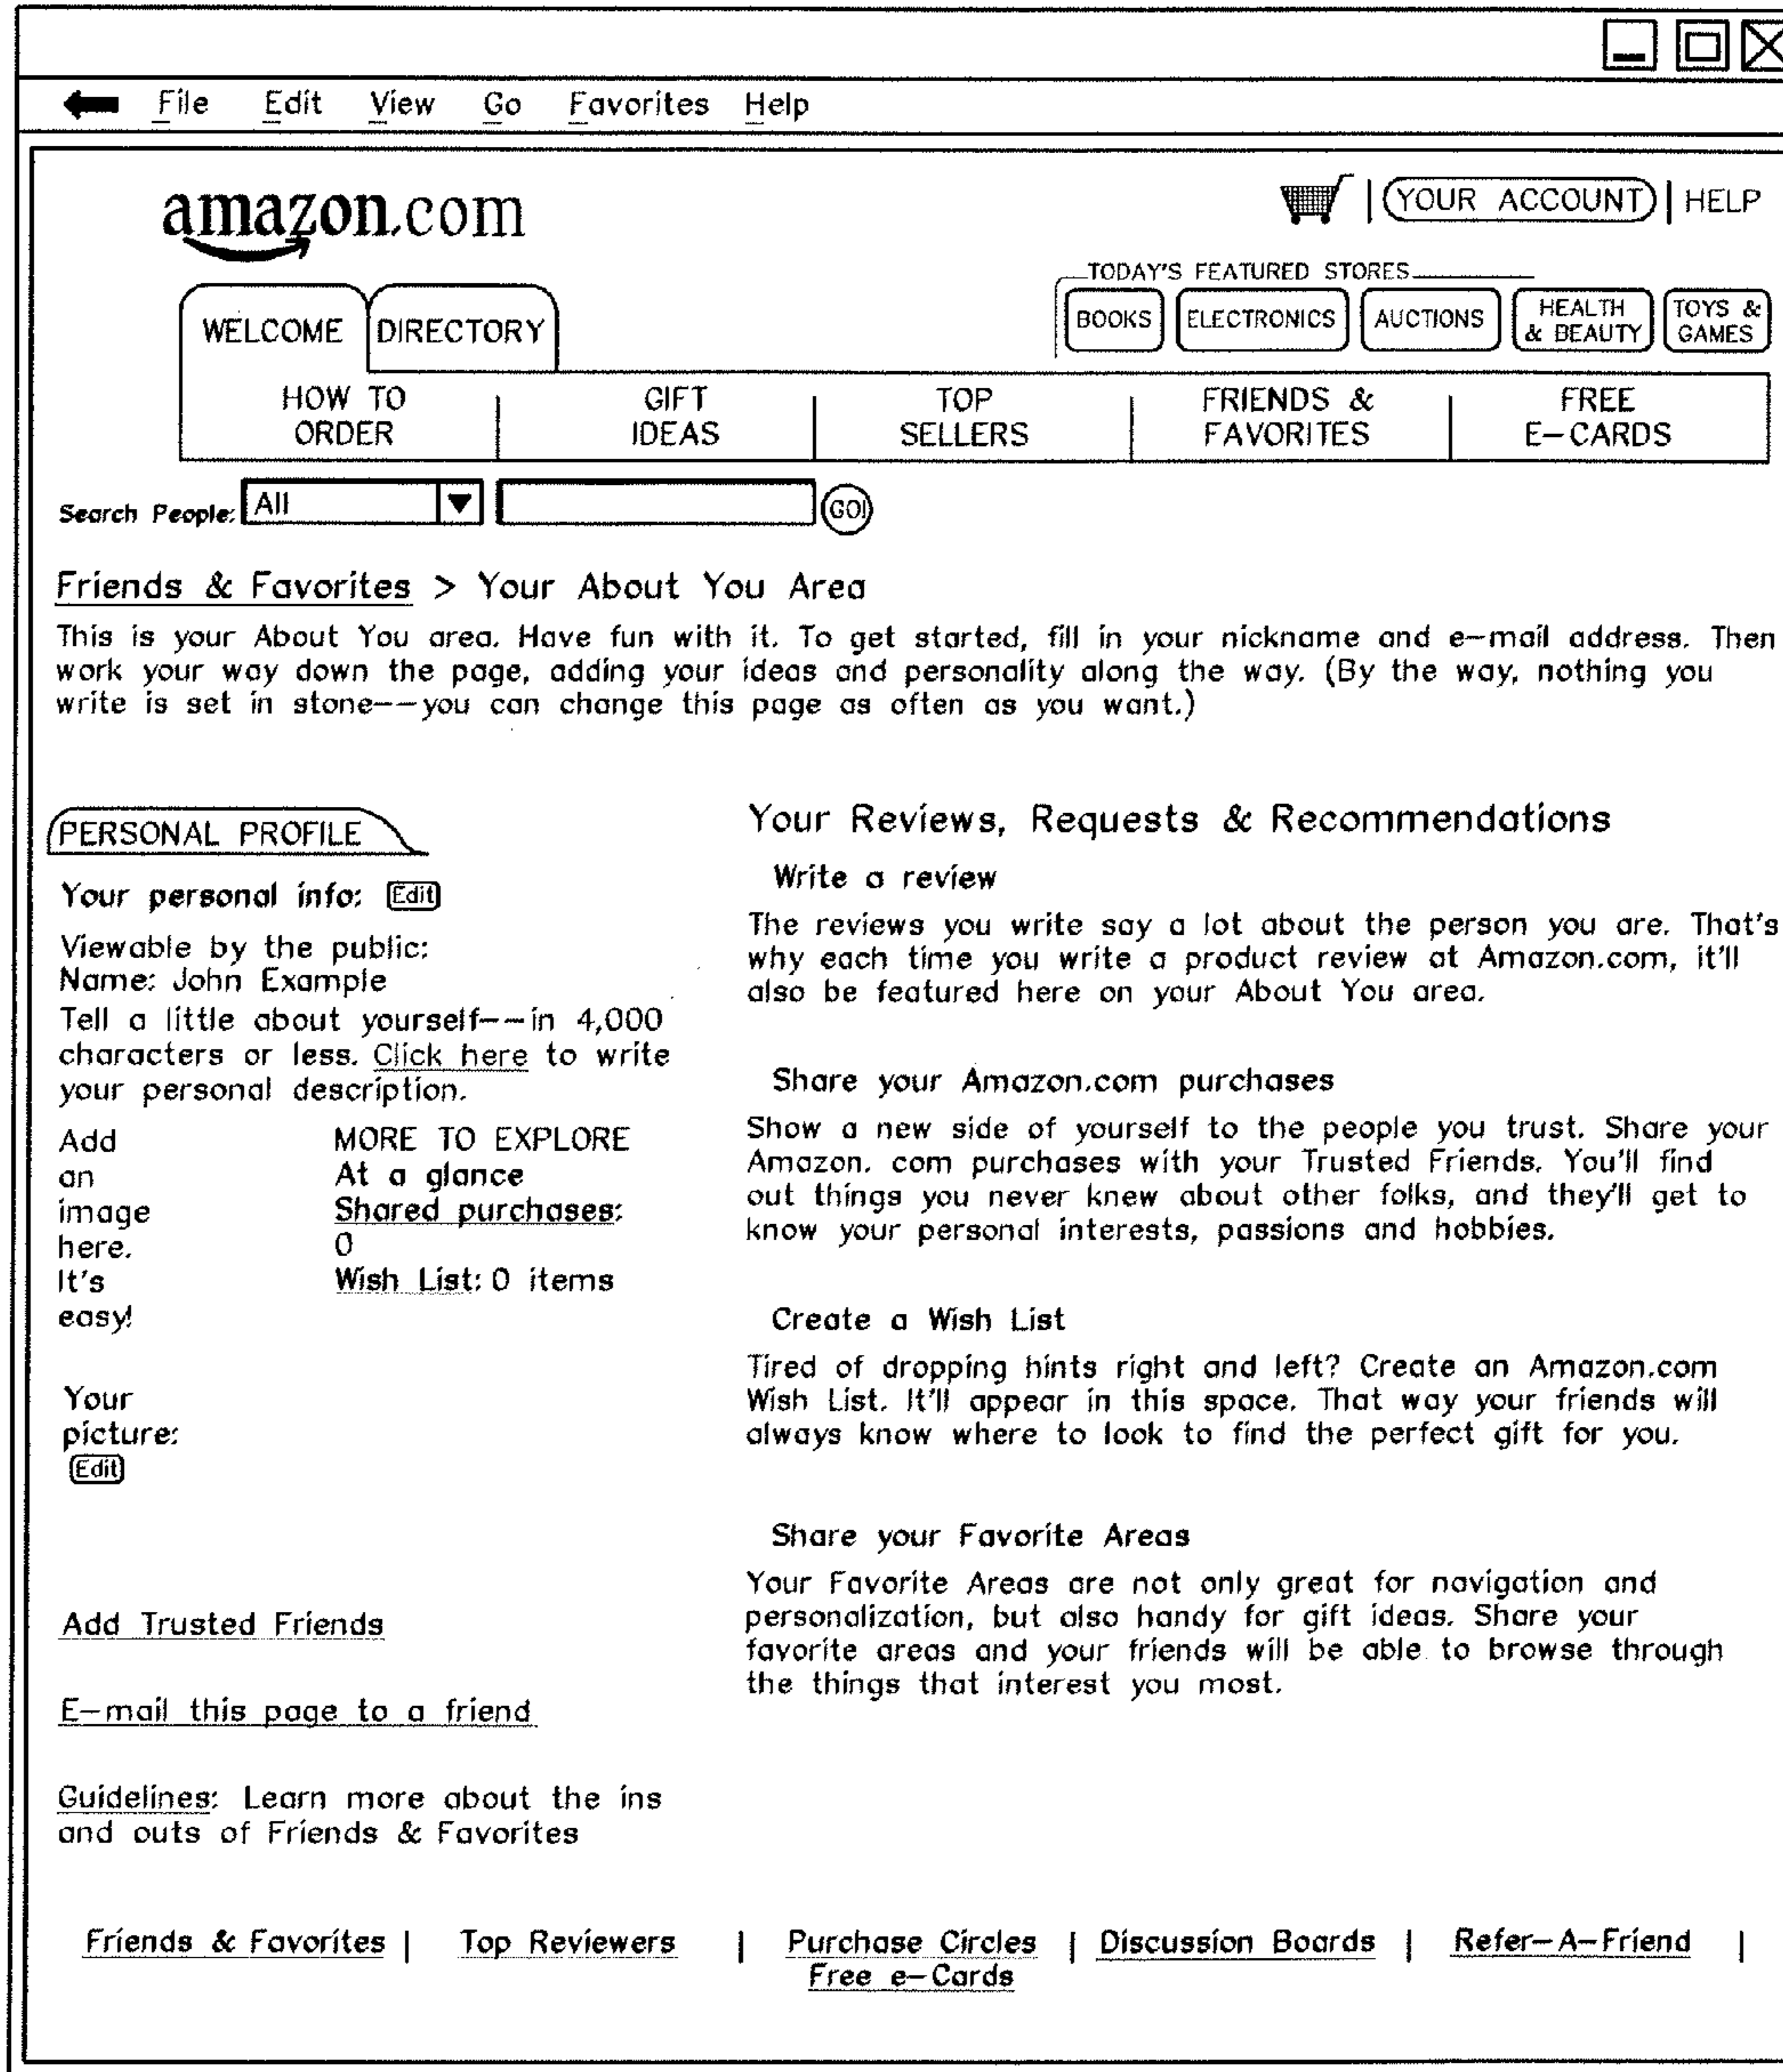 File Edit View Go Favorites Help
amazon.com
YOUR ACCOUNT | HELP
TODAY'S FEATURED STORES
BOOKS ELECTRONICS AUCTIONS HEALTH & BEAUTY TOYS & GAMES
WELCOME DIRECTORY
HOW TO ORDER | GIFT IDEAS | TOP SELLERS | FRIENDS & FAVORITES | FREE E-CARDS
Search People: All GO!
Friends & Favorites > Your About You Area
This is your About You area. Have fun with it. To get started, fill in your nickname and e-mail address. Then
work your way down the page, adding your ideas and personality along the way. (By the way, nothing you
write is set in stone--you can change this page as often as you want.)
PERSONAL PROFILE
Your personal info: Edit
Viewable by the public:
Name: John Example
Tell a little about yourself--in 4,000
characters or less. Click here to write
your personal description.
Add
an
image
here.
It's
easy!
MORE TO EXPLORE
At a glance
Shared purchases:
0
Wish List: 0 items
Your
picture:
Edit
Add Trusted Friends
E-mail this page to a friend
Guidelines: Learn more about the ins
and outs of Friends & Favorites
Your Reviews, Requests & Recommendations
Write a review
The reviews you write say a lot about the person you are. That's
why each time you write a product review at Amazon.com, it'll
also be featured here on your About You area.
Share your Amazon.com purchases
Show a new side of yourself to the people you trust. Share your
Amazon. com purchases with your Trusted Friends. You'll find
out things you never knew about other folks, and they'll get to
know your personal interests, passions and hobbies.
Create a Wish List
Tired of dropping hints right and left? Create an Amazon.com
Wish List. It'll appear in this space. That way your friends will
always know where to look to find the perfect gift for you.
Share your Favorite Areas
Your Favorite Areas are not only great for navigation and
personalization, but also handy for gift ideas. Share your
favorite areas and your friends will be able to browse through
the things that interest you most.
Friends & Favorites | Top Reviewers | Purchase Circles | Discussion Boards | Refer-A-Friend |
Free e-Cards